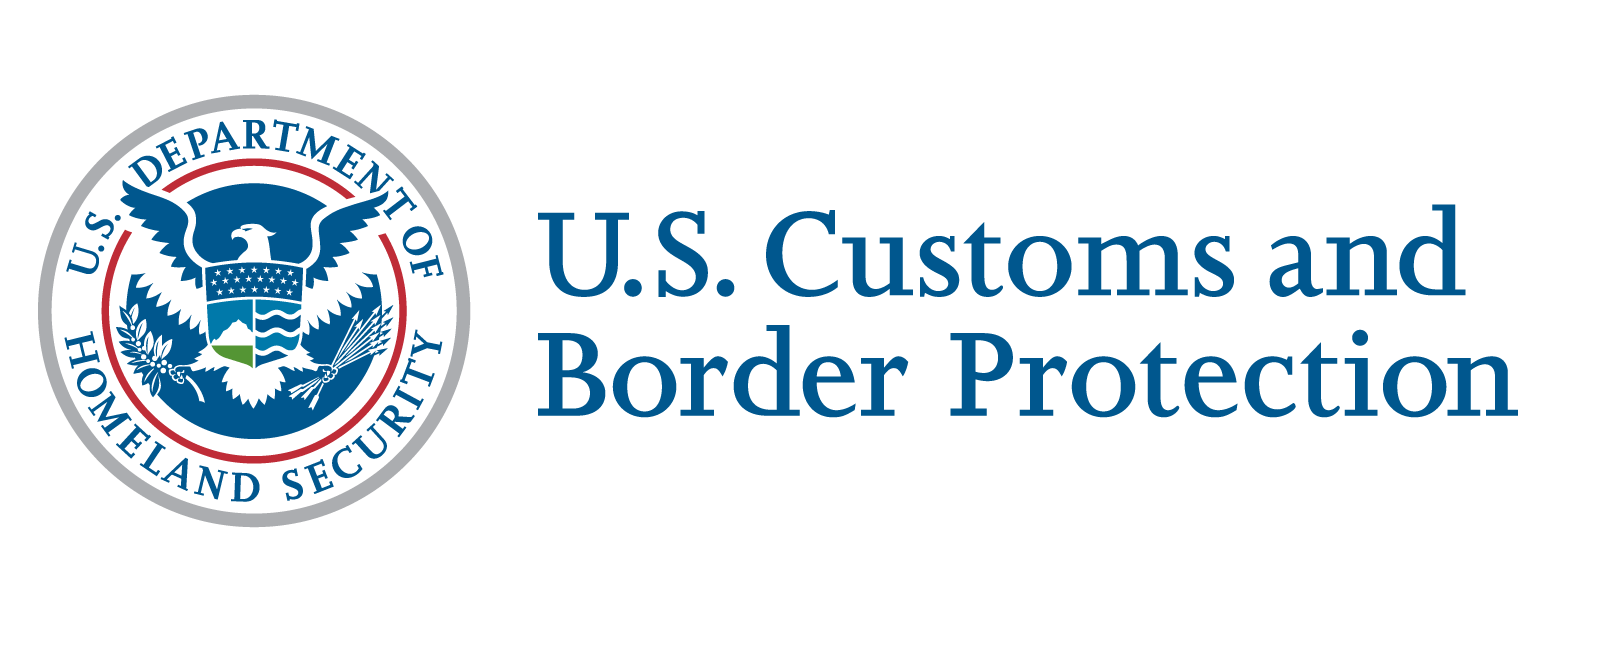 U.S. DEPARTMENT OF
HOMELAND SECURITY
U.S. Customs and
Border Protection